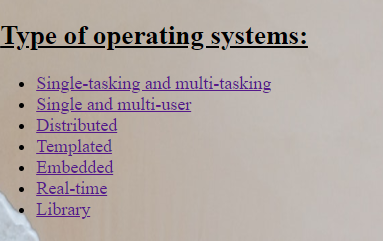 Type of operating systems:
Single-tasking and multi-tasking
Single and multi-user
Distributed
Templated
Embedded
Real-time
Library